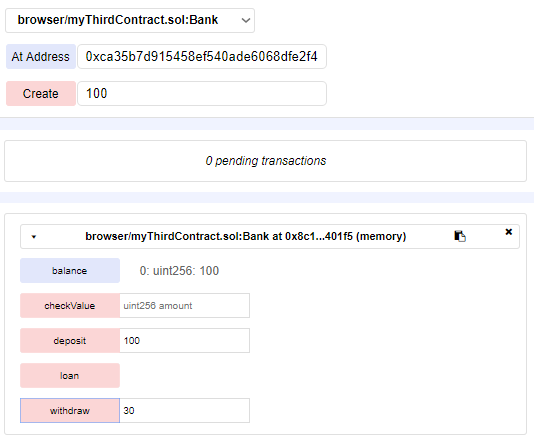 browser/myThirdContract.sol:Bank
At Address 0xca35b7d915458ef540ade6068dfe2f4
Create 100
0 pending transactions
browser/myThirdContract.sol:Bank at 0x8c1...401f5 (memory)
balance 0: uint256: 100
checkValue uint256 amount
deposit 100
loan
withdraw 30